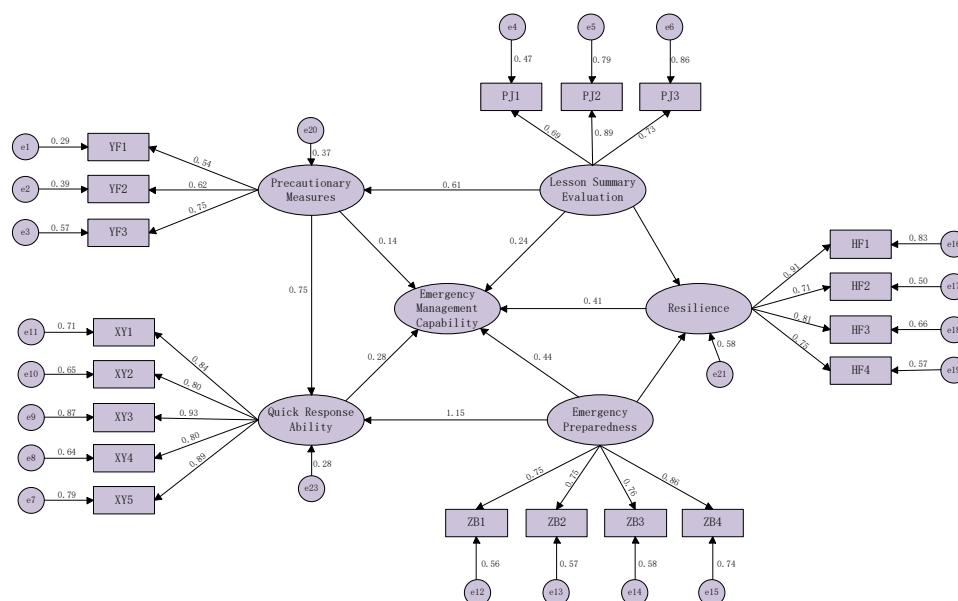 e4
e5
e6
0.47
0.79
0.86
PJ1
PJ2
PJ3
0.69
0.89
0.73
e20
0.37
e1
0.29
YF1
0.54
e2
0.39
YF2
0.62
e3
0.57
YF3
0.75
Precautionary
Measures
0.61
Lesson Summary
Evaluation
0.14
0.24
0.75
Emergency
Management
Capability
0.41
Resilience
0.91
HF1
0.83
e16
0.71
HF2
0.50
e17
0.81
HF3
0.66
e18
0.75
HF4
0.57
e19
0.58
e21
e11
0.71
XY1
0.84
e10
0.65
XY2
0.80
e9
0.87
XY3
0.93
e8
0.64
XY4
0.80
e7
0.79
XY5
0.89
0.28
0.44
Quick Response
Ability
1.15
Emergency
Preparedness
0.28
e23
0.75
0.75
0.76
0.86
ZB1
ZB2
ZB3
ZB4
0.56
0.57
0.58
0.74
e12
e13
e14
e15